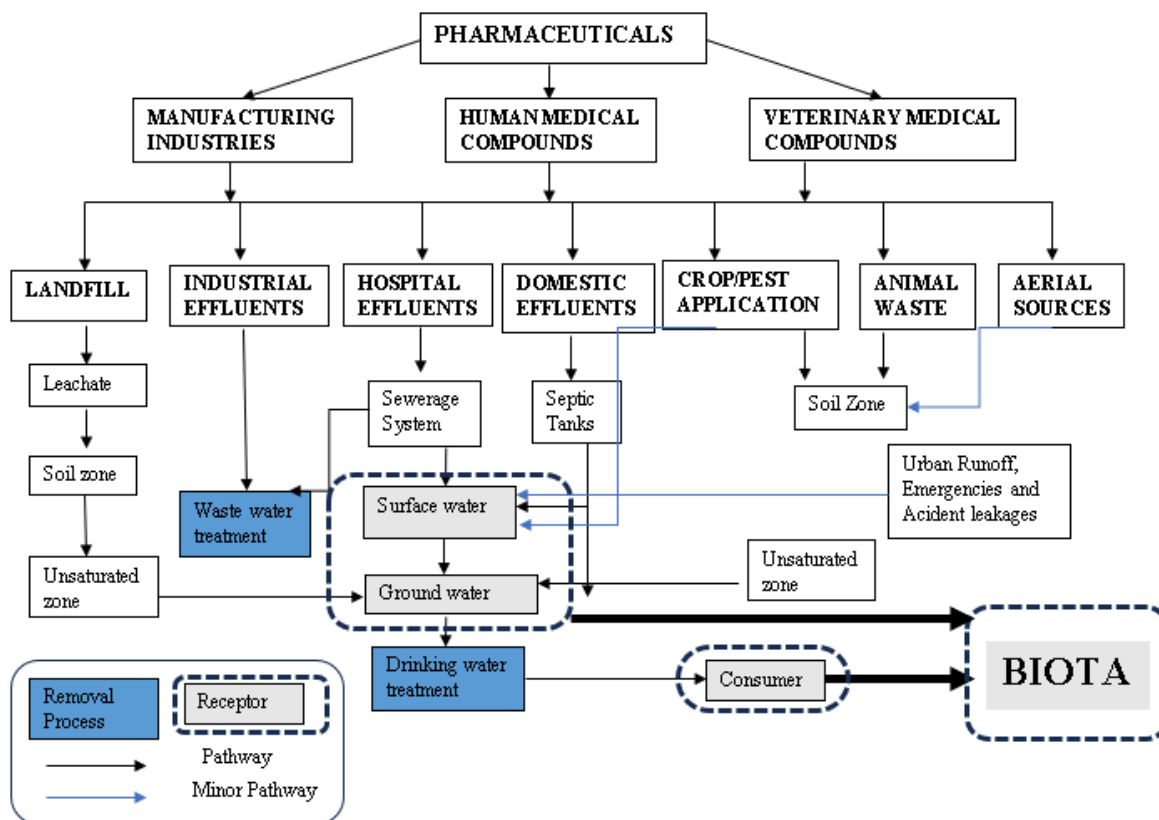 PHARMACEUTICALS
MANUFACTURING
INDUSTRIES
HUMAN MEDICAL
COMPOUNDS
VETERINARY MEDICAL
COMPOUNDS
LANDFILL
INDUSTRIAL
EFFLUENTS
HOSPITAL
EFFLUENTS
DOMESTIC
EFFLUENTS
CROP/PEST
APPLICATION
ANIMAL
WASTE
AERIAL
SOURCES
Leachate
Sewerage
System
Septic
Tanks
Soil Zone
Soil zone
Waste water
treatment
Surface water
Urban Runoff,
Emergencies and
Acident leakages
Unsaturated
zone
Ground water
Unsaturated
zone
Drinking water
treatment
Consumer
BIOTA
Removal
Process
Receptor
Pathway
Minor Pathway